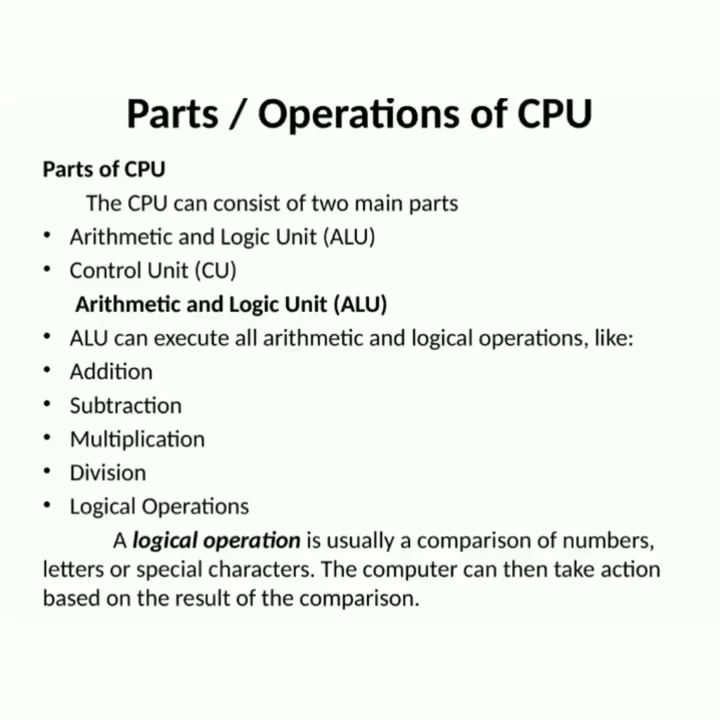 Parts / Operations of CPU
Parts of CPU
The CPU can consist of two main parts
• Arithmetic and Logic Unit (ALU)
• Control Unit (CU)
Arithmetic and Logic Unit (ALU)
• ALU can execute all arithmetic and logical operations, like:
• Addition
• Subtraction
• Multiplication
• Division
• Logical Operations
A logical operation is usually a comparison of numbers,
letters or special characters. The computer can then take action
based on the result of the comparison.